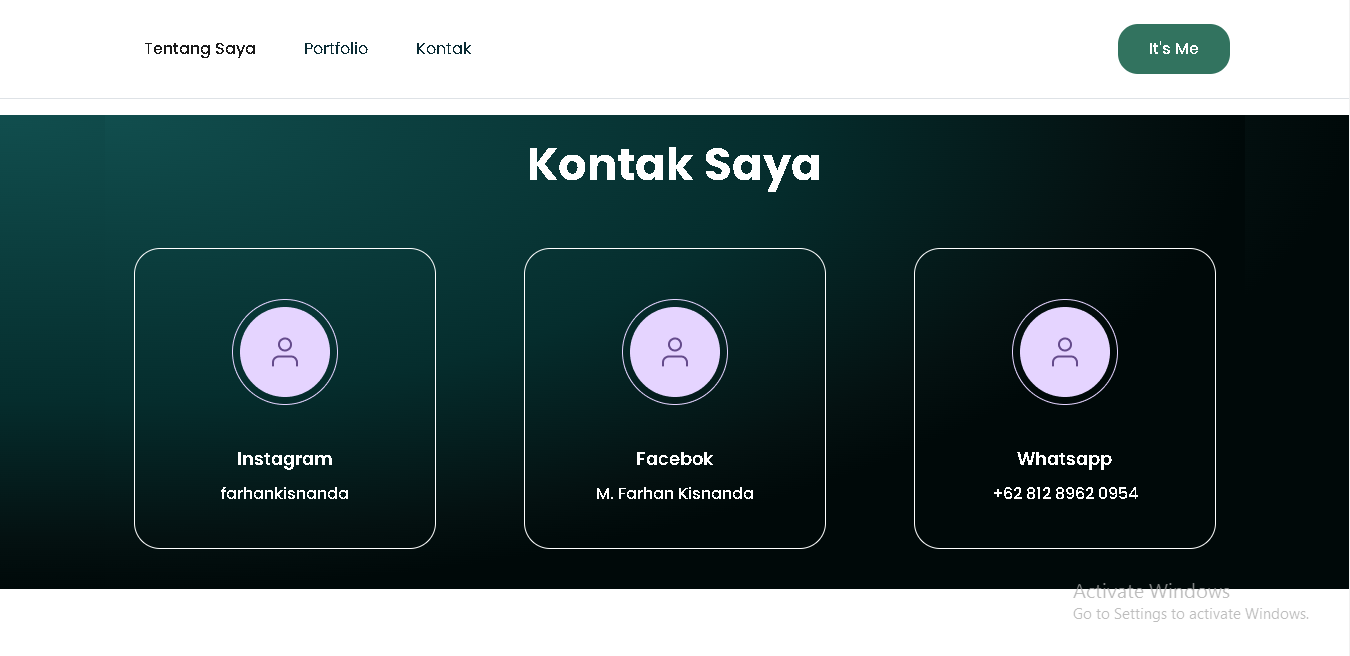 Tentang Saya Portfolio Kontak It's Me
Kontak Saya
Instagram
farhankisnanda
Facebok
M. Farhan Kisnanda
Whatsapp
+62 812 8962 0954
Activate Windows
Go to Settings to activate Windows.